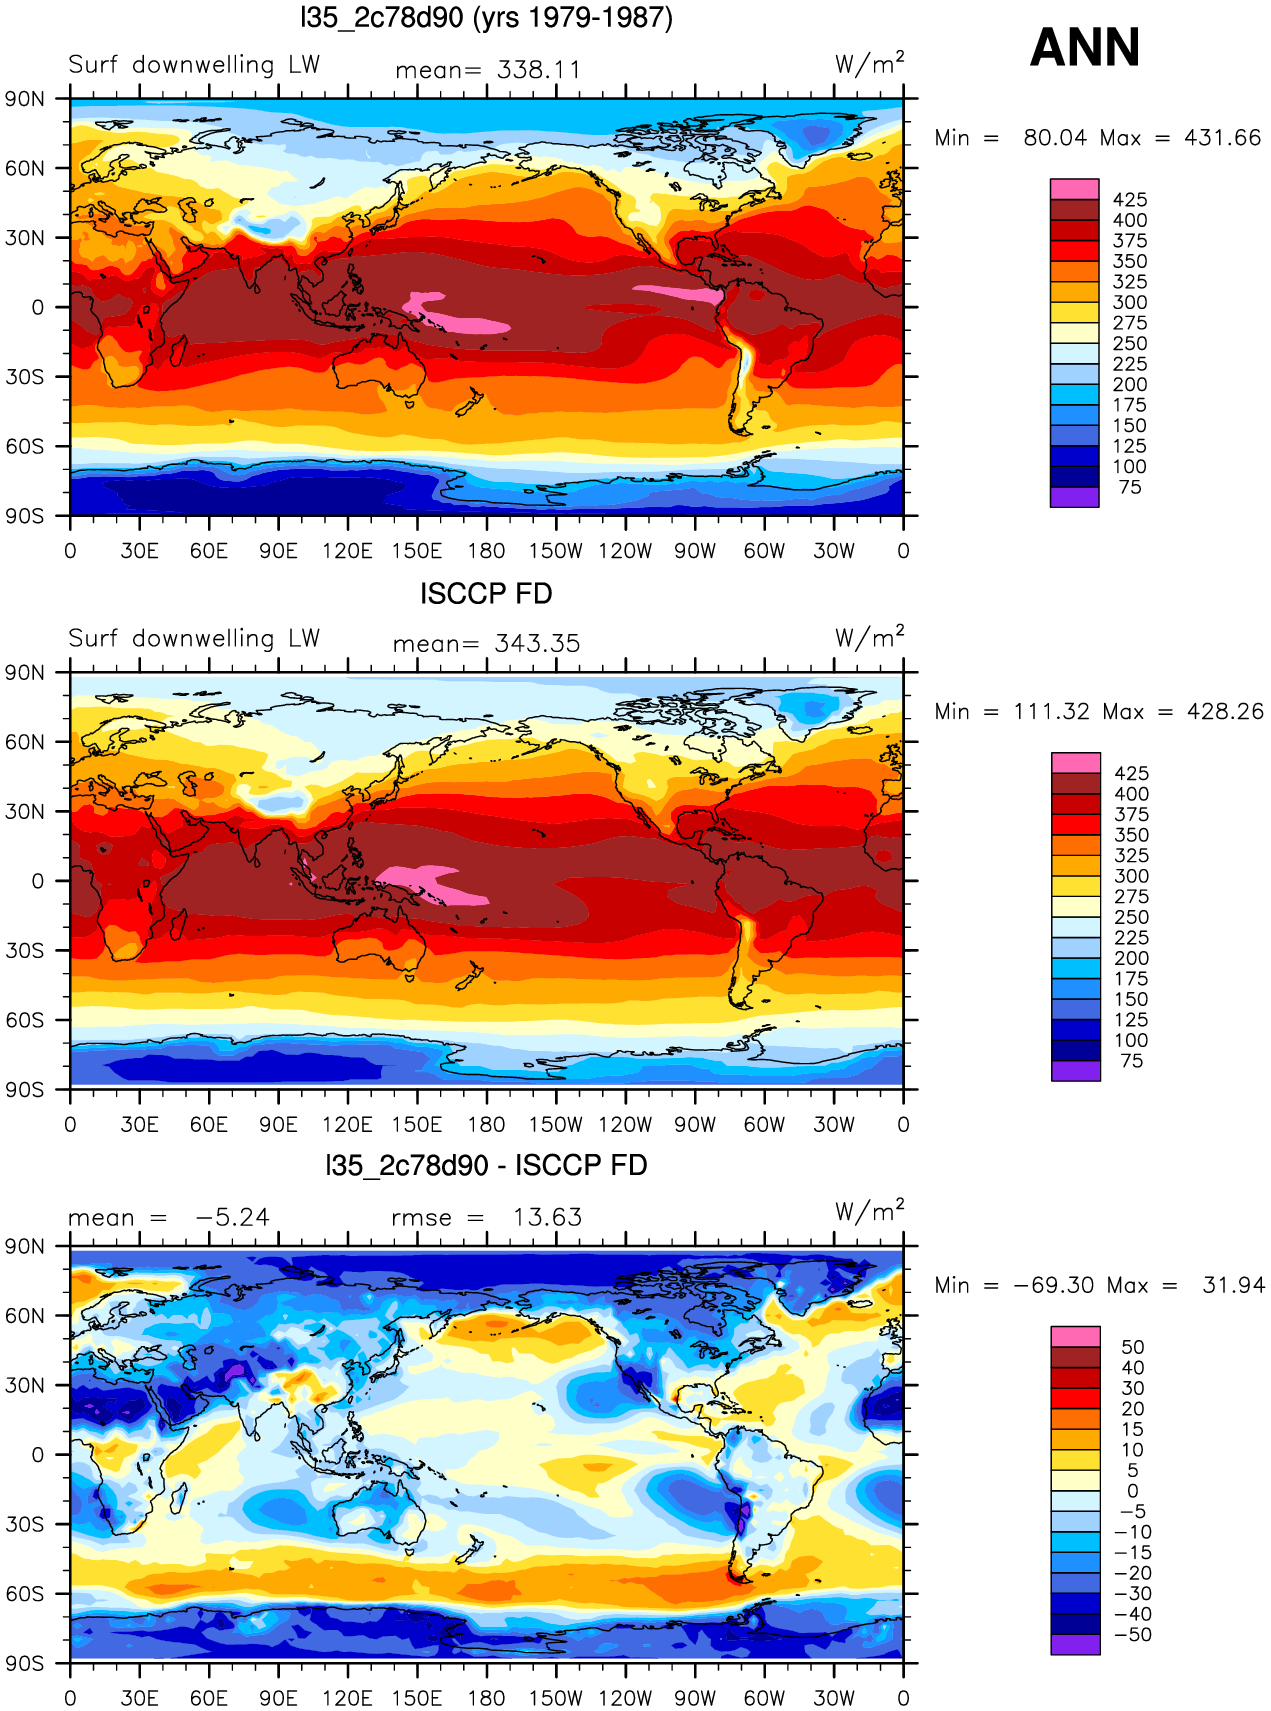 l35_2c78d90 (yrs 1979-1987)
ANN
Surf downwelling LW mean= 338.11 W/m²
Min = 80.04 Max = 431.66
90N
60N
30N
0
30S
60S
90S
0 30E 60E 90E 120E 150E 180 150W 120W 90W 60W 30W 0
425
400
375
350
325
300
275
250
225
200
175
150
125
100
75
ISCCP FD
Surf downwelling LW mean= 343.35 W/m²
Min = 111.32 Max = 428.26
90N
60N
30N
0
30S
60S
90S
0 30E 60E 90E 120E 150E 180 150W 120W 90W 60W 30W 0
425
400
375
350
325
300
275
250
225
200
175
150
125
100
75
l35_2c78d90 - ISCCP FD
mean = −5.24 rmse = 13.63 W/m²
Min = −69.30 Max = 31.94
90N
60N
30N
0
30S
60S
90S
0 30E 60E 90E 120E 150E 180 150W 120W 90W 60W 30W 0
50
40
30
20
15
10
5
0
−5
−10
−15
−20
−30
−40
−50